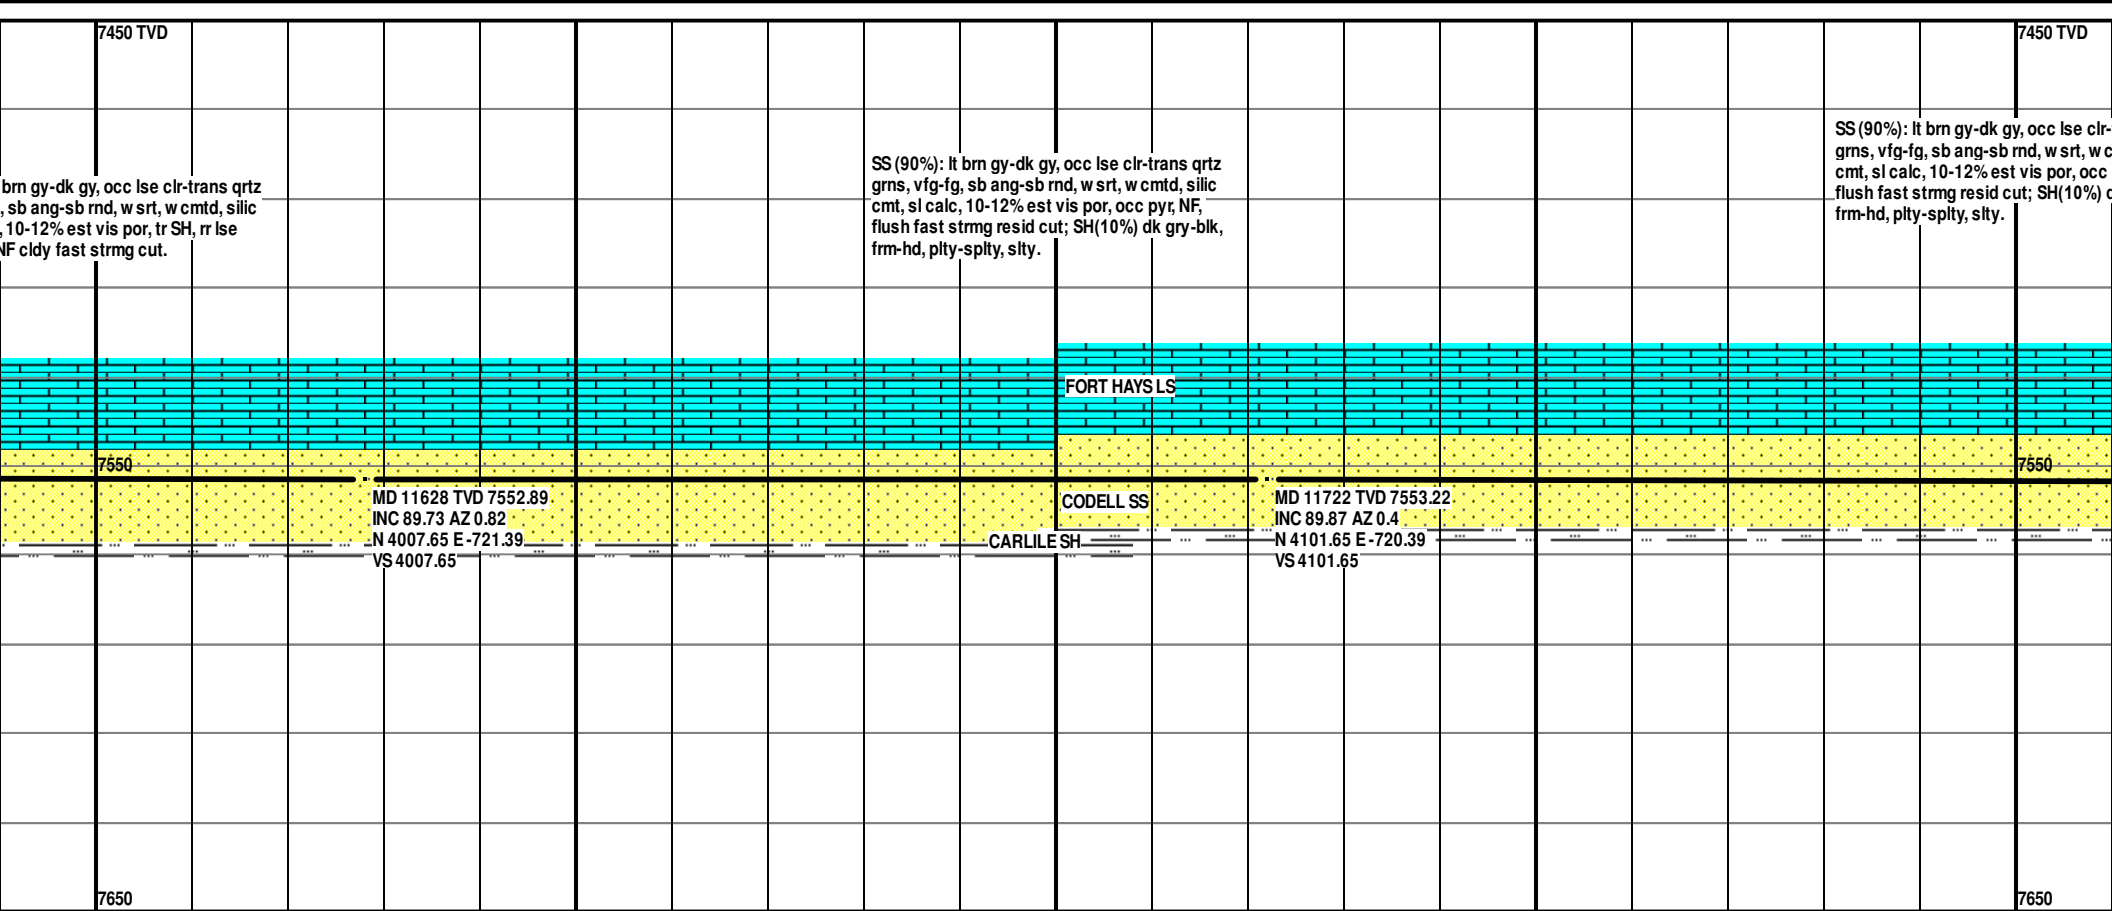 7450 TVD
7450 TVD
brn gy-dk gy, occ lse clr-trans qrtz
, sb ang-sb rnd, w srt, w cmtd, silic
, 10-12% est vis por, tr SH, rr lse
NF cldy fast strmg cut.
SS (90%): lt brn gy-dk gy, occ lse clr-trans qrtz
grns, vfg-fg, sb ang-sb rnd, w srt, w cmtd, silic
cmt, sl calc, 10-12% est vis por, occ pyr, NF,
flush fast strmg resid cut; SH(10%) dk gry-blk,
frm-hd, plty-splty, slty.
SS (90%): lt brn gy-dk gy, occ lse clr-
grns, vfg-fg, sb ang-sb rnd, w srt, w c
cmt, sl calc, 10-12% est vis por, occ
flush fast strmg resid cut; SH(10%) d
frm-hd, plty-splty, slty.
FORT HAYS LS
7550
7550
MD 11628 TVD 7552.89
INC 89.73 AZ 0.82
N 4007.65 E -721.39
VS 4007.65
CODELL SS
CARLILE SH
MD 11722 TVD 7553.22
INC 89.87 AZ 0.4
N 4101.65 E -720.39
VS 4101.65
7650
7650